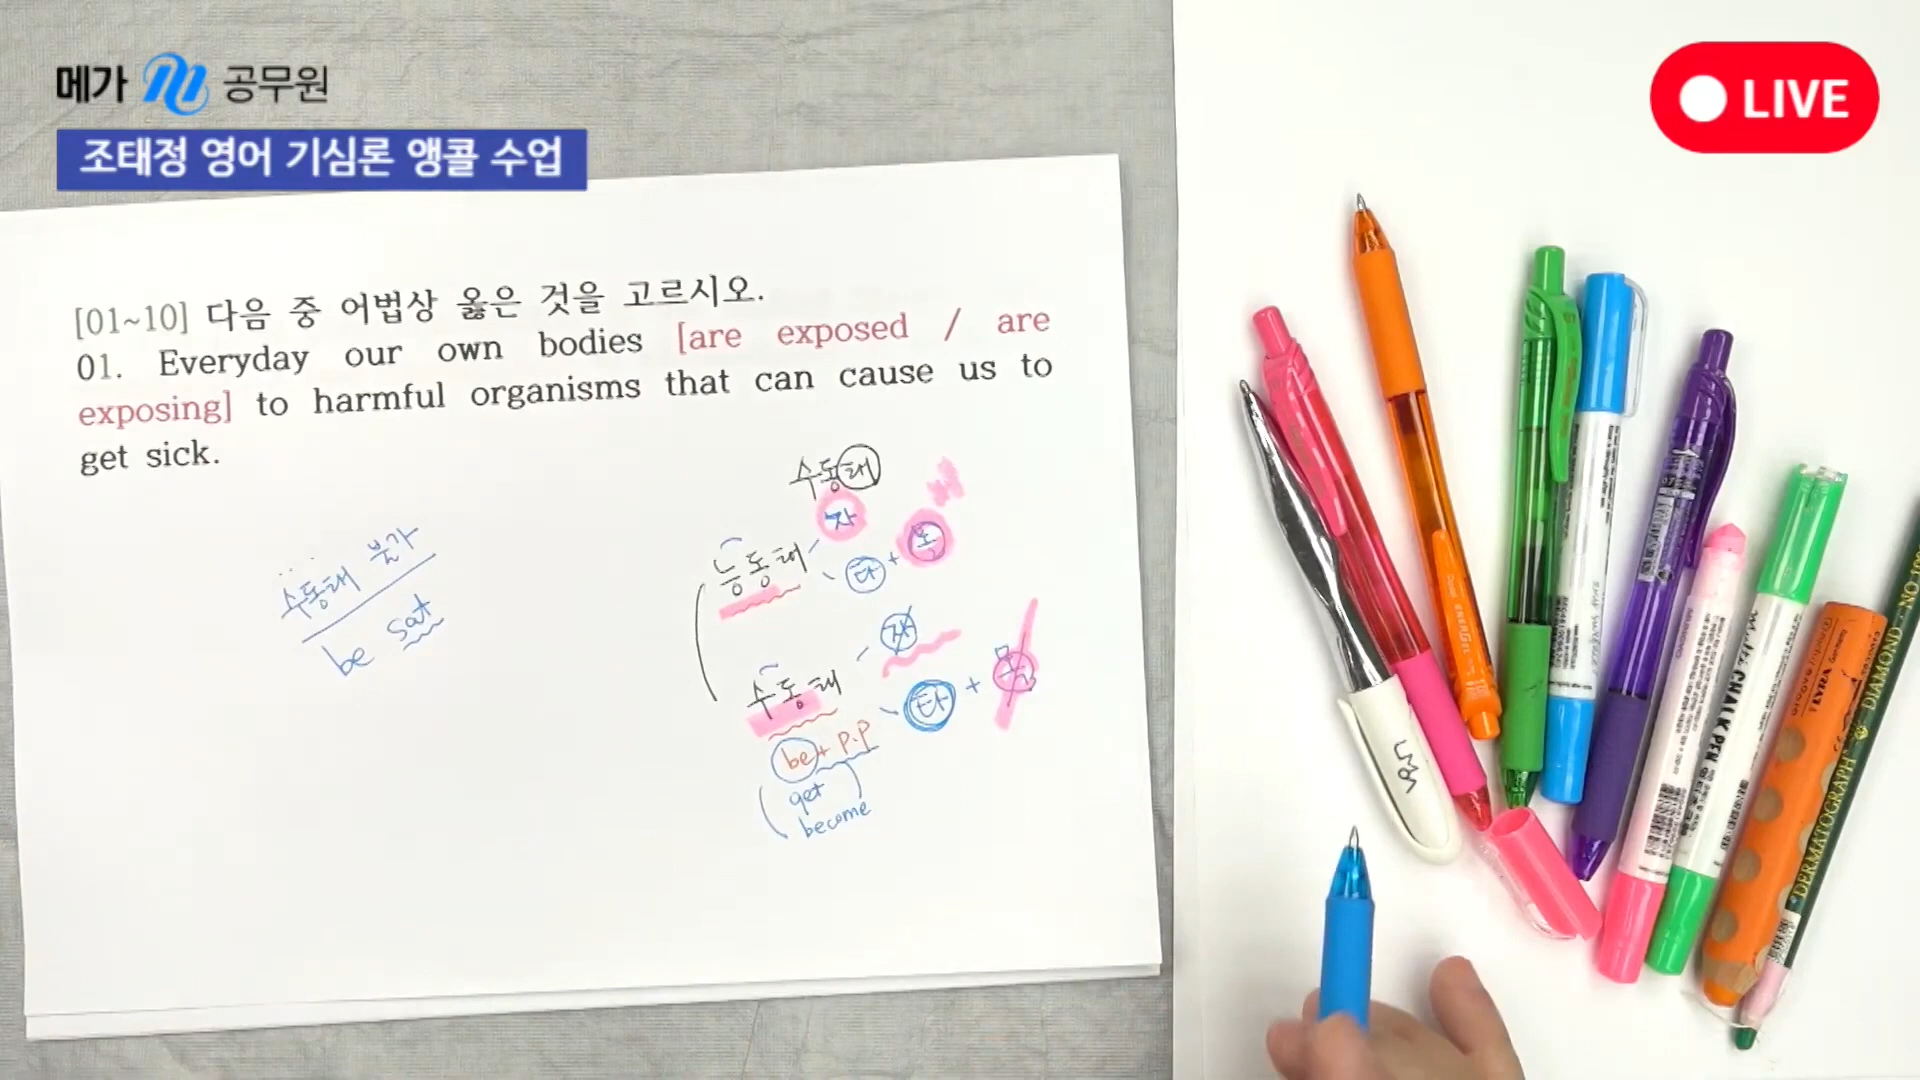 메가 공무원
조태정 영어 기심론 앵콜 수업
LIVE
[01~10] 다음 중 어법상 옳은 것을 고르시오.
01. Everyday our own bodies [are exposed / are
exposing] to harmful organisms that can cause us to
get sick.
수동태 불가
be sat
수동태
자
능동태
타 + 목
수동태
자
타 + 목
be + p.p
get
become
DERMATOGRAPH
DIAMOND
CHALK PEN